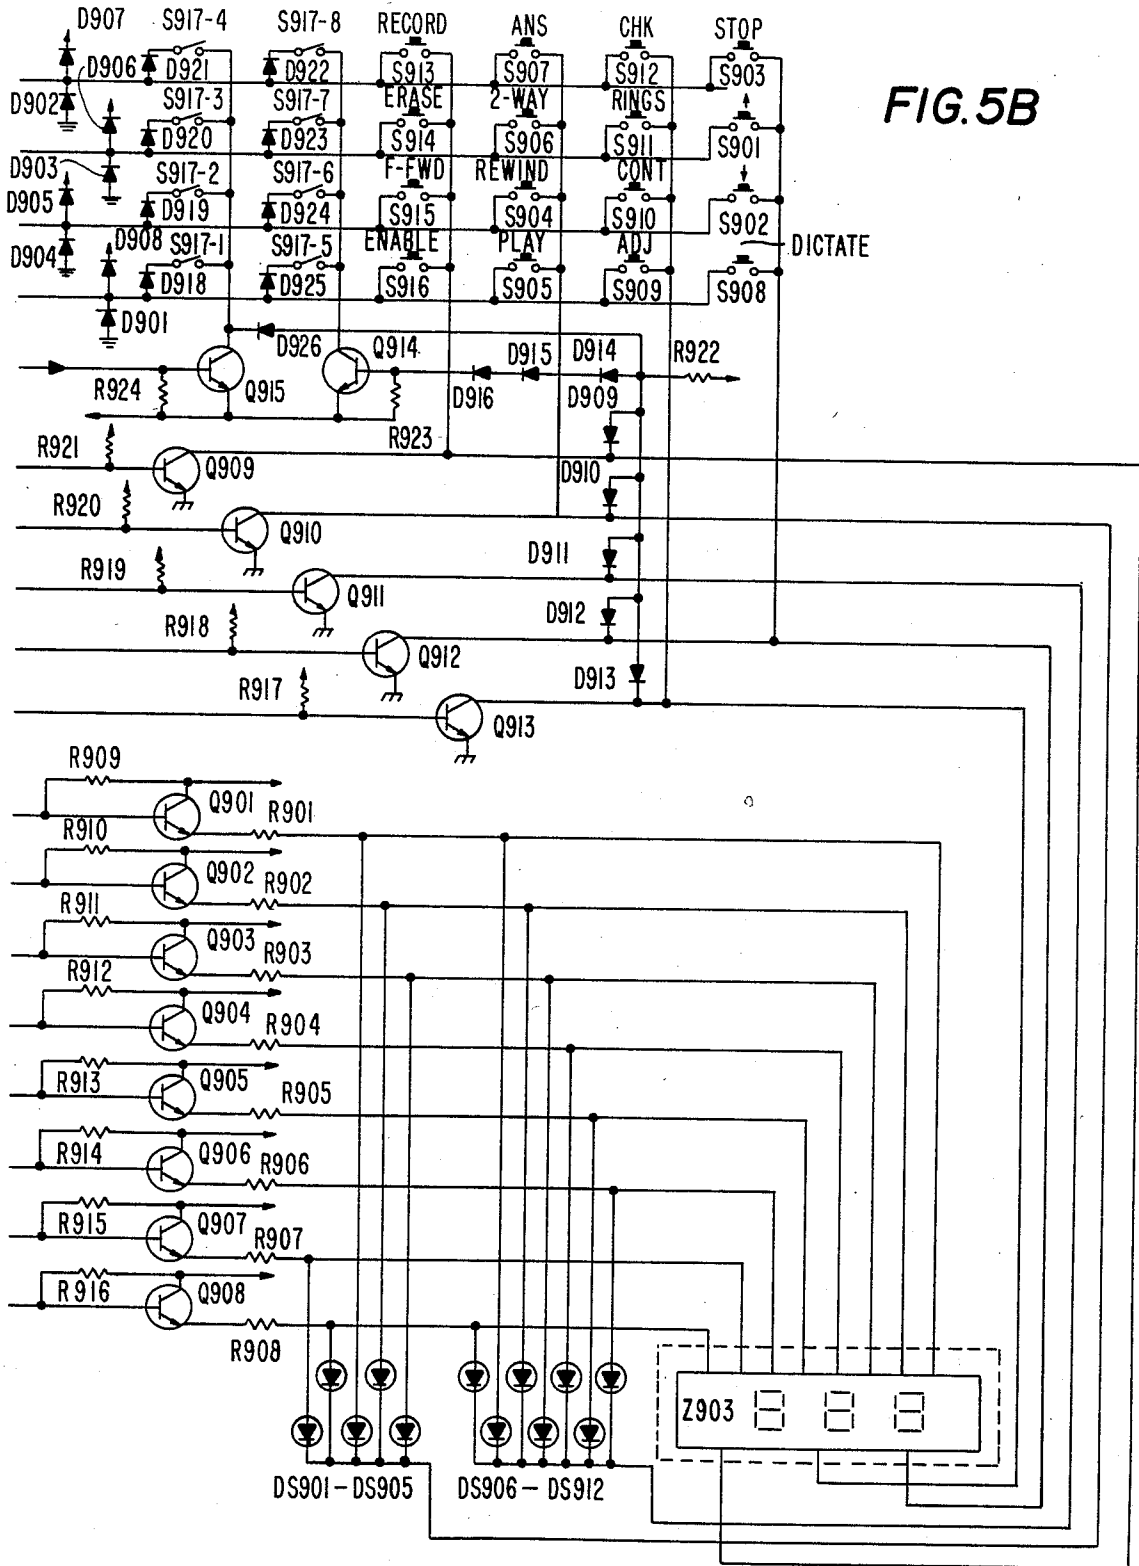 D907 S917-4 S917-8 RECORD ANS CHK STOP
D906 D921 D922 S913 S907 S912 S903
D902 S917-3 S917-7 ERASE 2-WAY RINGS
FIG.5B
D903 D920 D923 S914 S906 S911 S901
S917-2 S917-6 F-FWD REWIND CONT
D905 D919 D924 S915 S904 S910 S902
D904 D908 S917-1 S917-5 ENABLE PLAY ADJ DICTATE
D918 D925 S916 S905 S909 S908
D901
D926 Q914 D915 D914 R922
R924 Q915 D916 D909
R921 R923
Q909 D910
R920 Q910
R919 Q911 D911
R918 Q912 D912
R917 Q913 D913
R909
Q901 R901
R910
Q902 R902
R911
Q903 R903
R912
Q904 R904
R913 Q905 R905
R914 Q906 R906
R915 Q907 R907
R916 Q908
R908
Z903
DS901-DS905 DS906-DS912